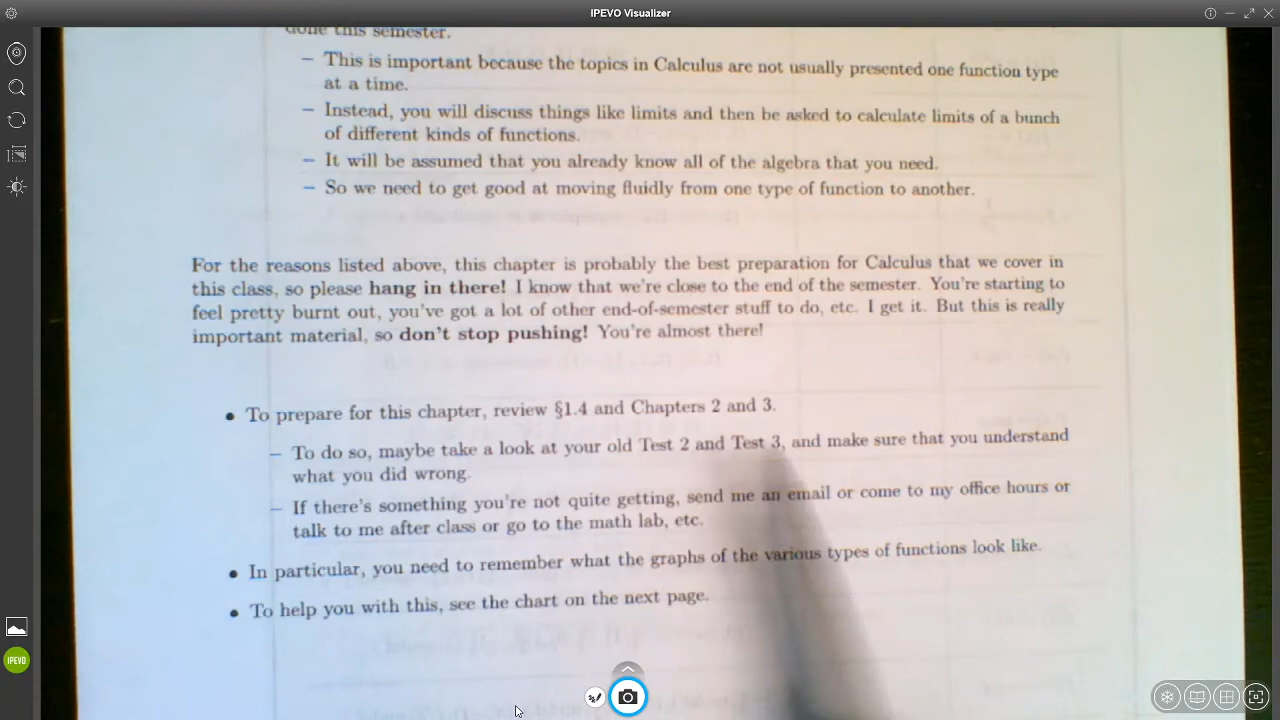 IPEVO Visualizer
done this semester.
– This is important because the topics in Calculus are not usually presented one function type
at a time.
– Instead, you will discuss things like limits and then be asked to calculate limits of a bunch
of different kinds of functions.
– It will be assumed that you already know all of the algebra that you need.
– So we need to get good at moving fluidly from one type of function to another.
For the reasons listed above, this chapter is probably the best preparation for Calculus that we cover in
this class, so please hang in there! I know that we're close to the end of the semester. You're starting to
feel pretty burnt out, you've got a lot of other end-of-semester stuff to do, etc. I get it. But this is really
important material, so don't stop pushing! You're almost there!
• To prepare for this chapter, review §1.4 and Chapters 2 and 3.
– To do so, maybe take a look at your old Test 2 and Test 3, and make sure that you understand
what you did wrong.
– If there's something you're not quite getting, send me an email or come to my office hours or
talk to me after class or go to the math lab, etc.
• In particular, you need to remember what the graphs of the various types of functions look like.
• To help you with this, see the chart on the next page.
IPEVO